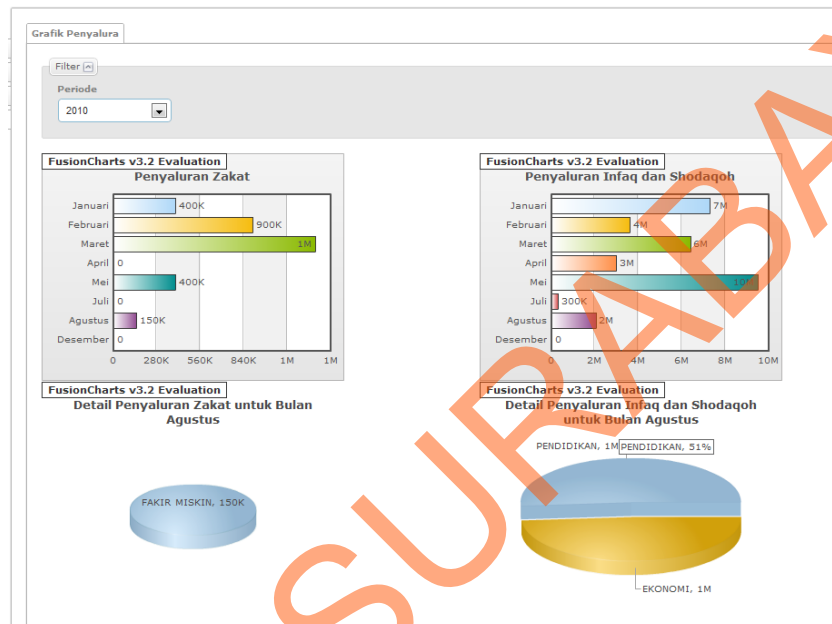 Grafik Penyalura
Filter
Periode
2010
FusionCharts v3.2 Evaluation
Penyaluran Zakat
Januari
400K
Februari
900K
Maret
1M
April
0
Mei
400K
Juli
0
Agustus
150K
Desember
0
0 280K 560K 840K 1M 1M
FusionCharts v3.2 Evaluation
Penyaluran Infaq dan Shodaqoh
Januari
7M
Februari
4M
Maret
6M
April
3M
Mei
Juli
300K
Agustus
2M
Desember
0
0 2M 4M 6M 8M 10M
FusionCharts v3.2 Evaluation
Detail Penyaluran Zakat untuk Bulan
Agustus
FAKIR MISKIN, 150K
FusionCharts v3.2 Evaluation
Detail Penyaluran Infaq dan Shodaqoh
untuk Bulan Agustus
PENDIDIKAN, 1M
PENDIDIKAN, 51%
EKONOMI, 1M
SURABA